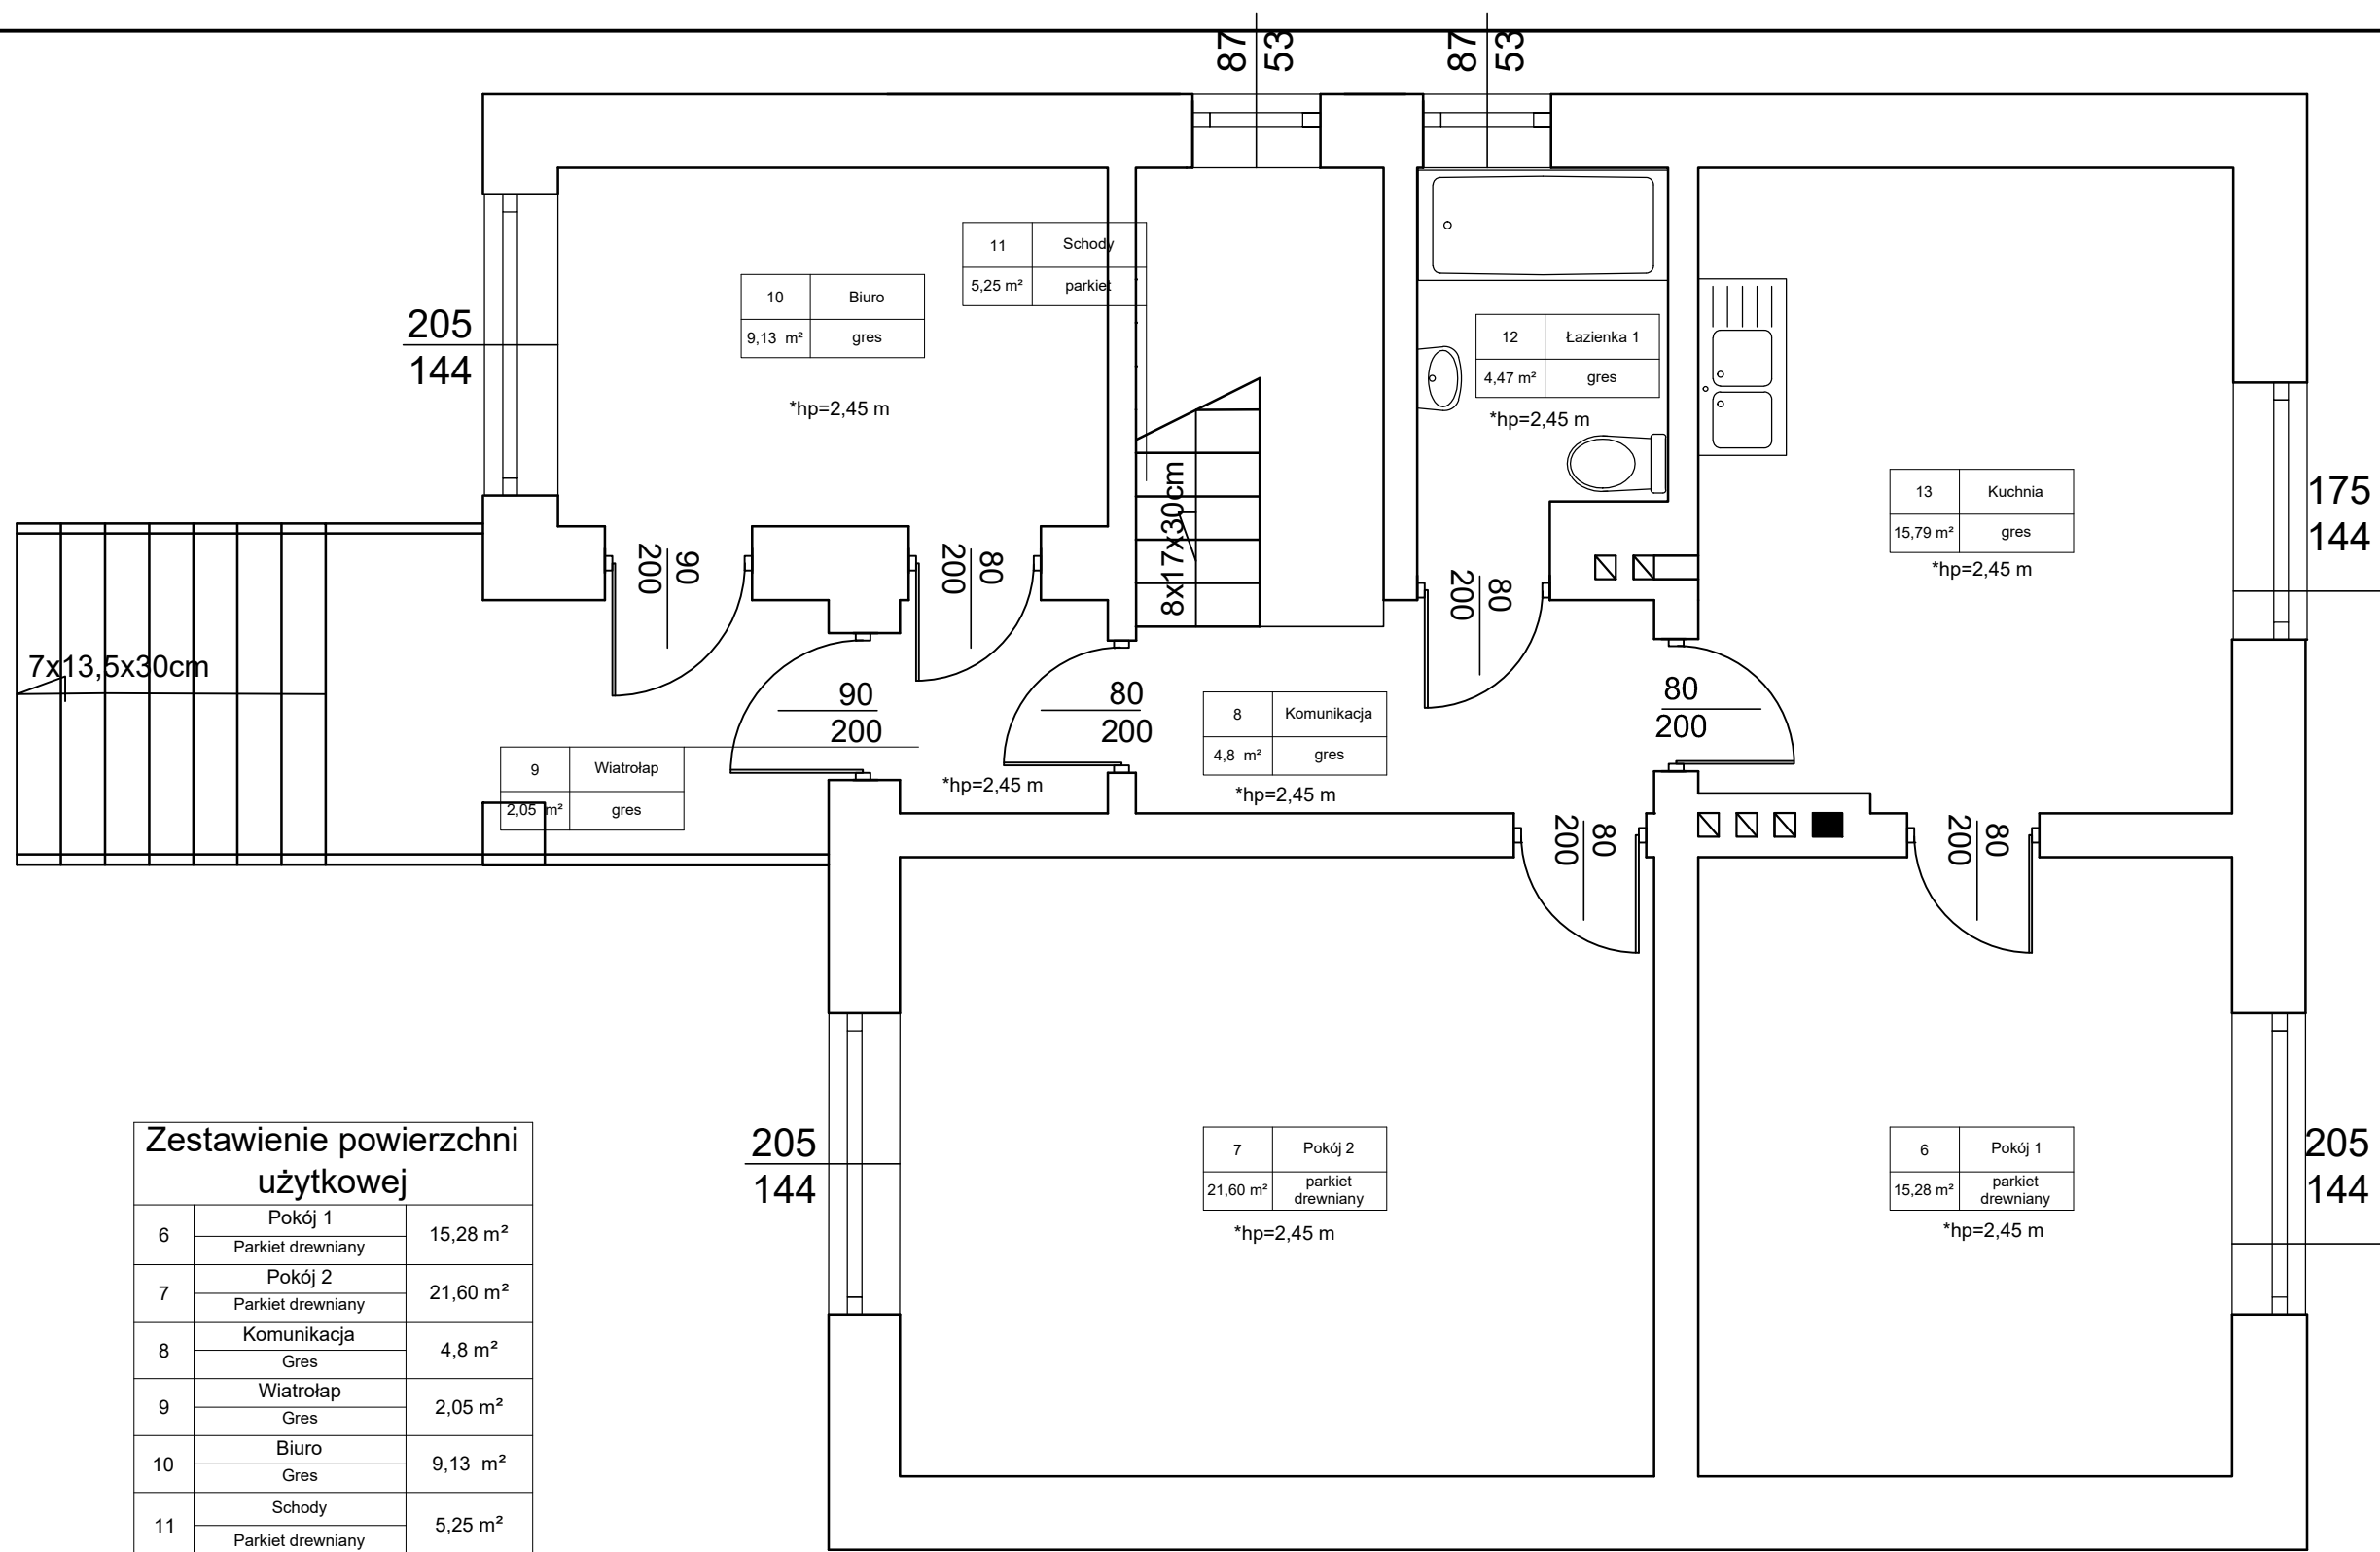 87
53
87
53
11
Schody
5,25 m²
parkiet
10
Biuro
9,13 m²
gres
*hp=2,45 m
205
144
12
Łazienka 1
4,47 m²
gres
*hp=2,45 m
13
Kuchnia
15,79 m²
gres
*hp=2,45 m
175
144
8x17x30cm
90
200
80
200
80
200
7x13,5x30cm
90
200
80
200
80
200
8
Komunikacja
4,8 m²
gres
*hp=2,45 m
9
Wiatrołap
2,05 m²
gres
*hp=2,45 m
80
200
80
200
205
144
7
Pokój 2
21,60 m²
parkiet
drewniany
*hp=2,45 m
6
Pokój 1
15,28 m²
parkiet
drewniany
*hp=2,45 m
205
144
Zestawienie powierzchni
użytkowej
6
Pokój 1
Parkiet drewniany
15,28 m²
7
Pokój 2
Parkiet drewniany
21,60 m²
8
Komunikacja
Gres
4,8 m²
9
Wiatrołap
Gres
2,05 m²
10
Biuro
Gres
9,13 m²
11
Schody
Parkiet drewniany
5,25 m²